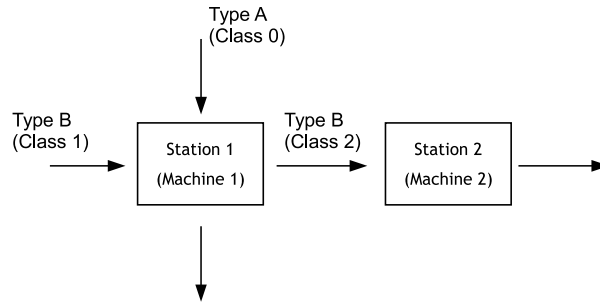 Type A
(Class 0)
Type B
(Class 1)
Station 1
(Machine 1)
Type B
(Class 2)
Station 2
(Machine 2)